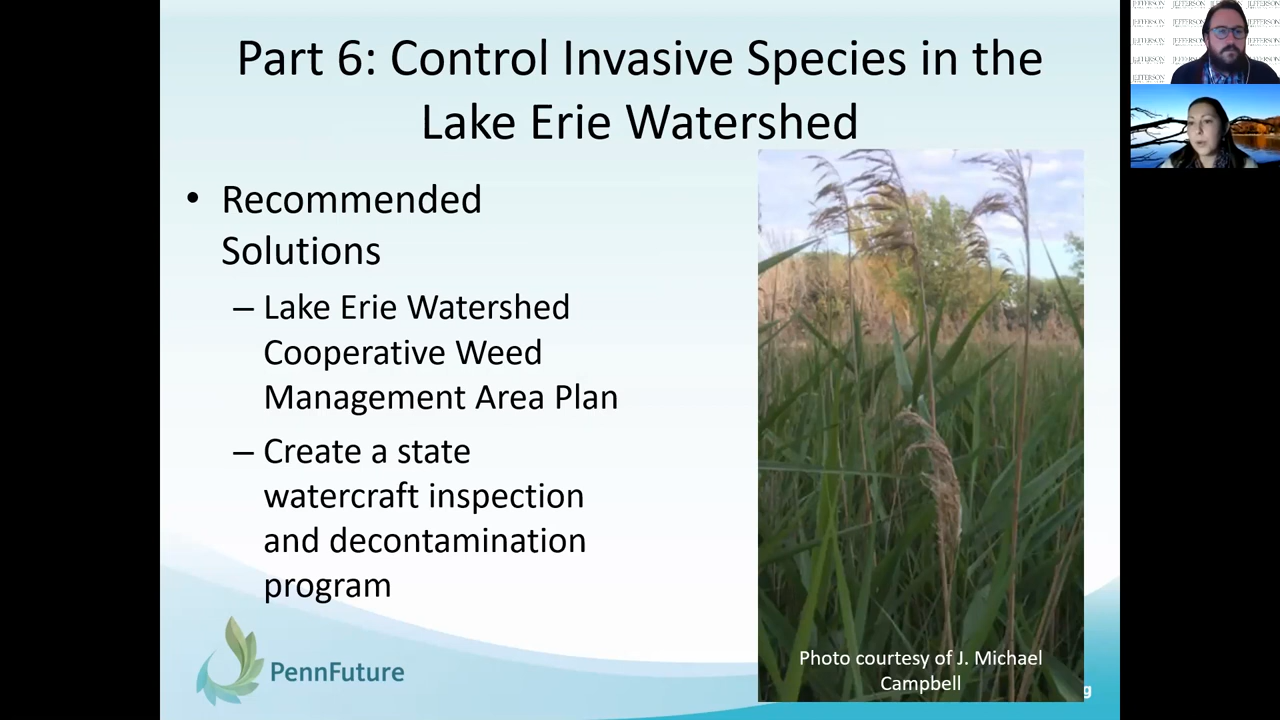 Part 6: Control Invasive Species in the
Lake Erie Watershed
• Recommended
Solutions
– Lake Erie Watershed
Cooperative Weed
Management Area Plan
– Create a state
watercraft inspection
and decontamination
program
PennFuture
Photo courtesy of J. Michael
Campbell
g
JEFFERSON